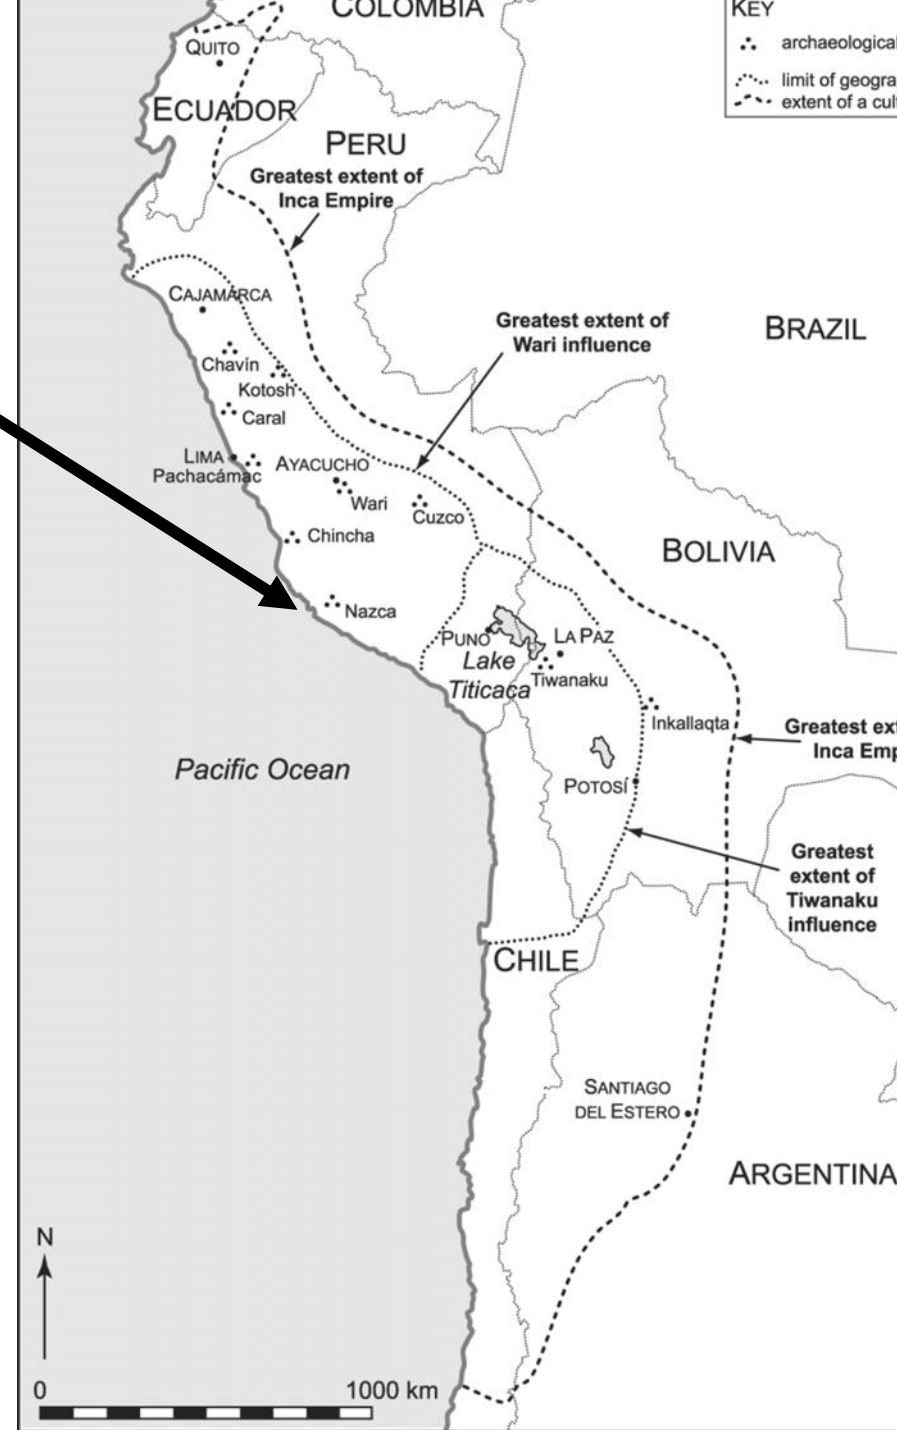 COLOMBIA
KEY
archaeological
limit of geogra
extent of a cul
QUITO
ECUADOR
PERU
Greatest extent of
Inca Empire
CAJAMARCA
Greatest extent of
Wari influence
BRAZIL
Chavín
Kotosh
Caral
LIMA
Pachacámac
AYACUCHO
Wari
Cuzco
Chincha
BOLIVIA
Nazca
PUNO
LA PAZ
Lake
Titicaca
Tiwanaku
Inkallaqta
Greatest ext
Inca Emp
Pacific Ocean
POTOSÍ
Greatest
extent of
Tiwanaku
influence
CHILE
SANTIAGO
DEL ESTERO
ARGENTINA
N
0
1000 km